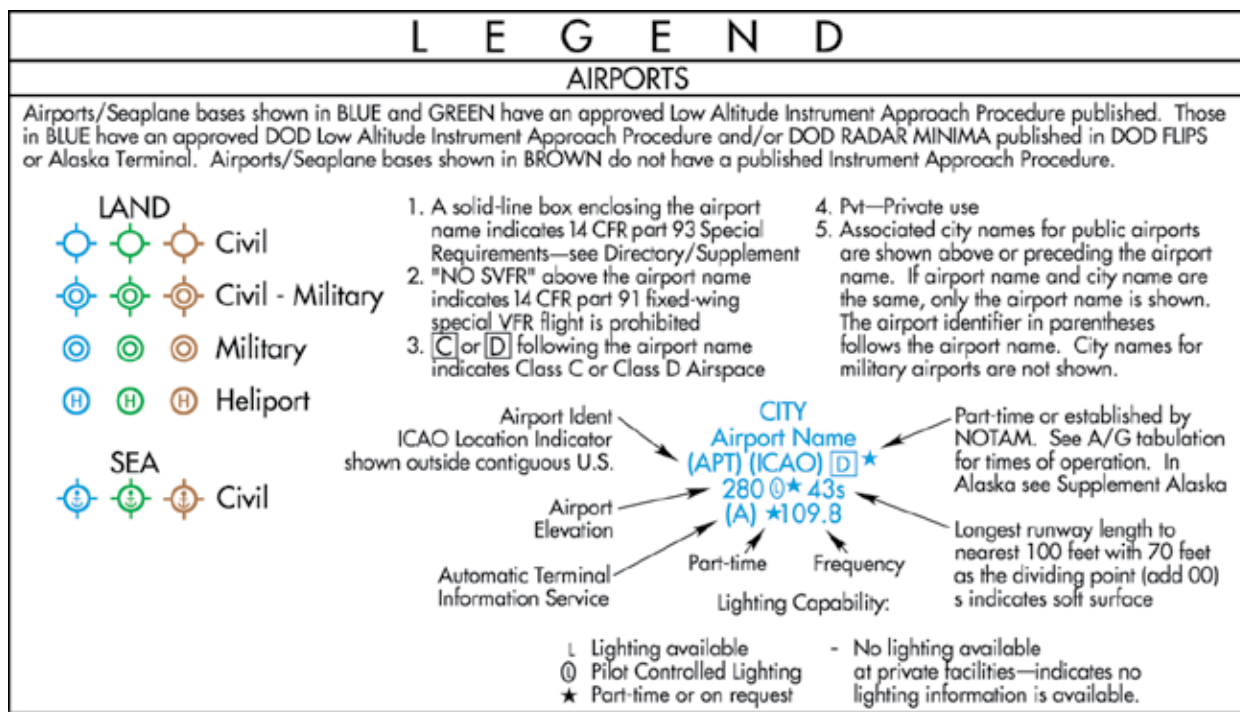 LEGEND
AIRPORTS
Airports/Seaplane bases shown in BLUE and GREEN have an approved Low Altitude Instrument Approach Procedure published. Those
in BLUE have an approved DOD Low Altitude Instrument Approach Procedure and/or DOD RADAR MINIMA published in DOD FLIPS
or Alaska Terminal. Airports/Seaplane bases shown in BROWN do not have a published Instrument Approach Procedure.
LAND
Civil
Civil - Military
Military
H H H Heliport
SEA
Civil
1. A solid-line box enclosing the airport
name indicates 14 CFR part 93 Special
Requirements—see Directory/Supplement
2. "NO SVFR" above the airport name
indicates 14 CFR part 91 fixed-wing
special VFR flight is prohibited
3. C or D following the airport name
indicates Class C or Class D Airspace
4. Pvt—Private use
5. Associated city names for public airports
are shown above or preceding the airport
name. If airport name and city name are
the same, only the airport name is shown.
The airport identifier in parentheses
follows the airport name. City names for
military airports are not shown.
Airport Ident
ICAO Location Indicator
shown outside contiguous U.S.
Airport
Elevation
Automatic Terminal
Information Service
CITY
Airport Name
(APT) (ICAO) D ★
280 Ⓛ★ 43s
(A) ★109.8
Part-time
Frequency
Part-time or established by
NOTAM. See A/G tabulation
for times of operation. In
Alaska see Supplement Alaska
Longest runway length to
nearest 100 feet with 70 feet
as the dividing point (add 00)
s indicates soft surface
Lighting Capability:
L Lighting available
Ⓛ Pilot Controlled Lighting
★ Part-time or on request
- No lighting available
at private facilities—indicates no
lighting information is available.